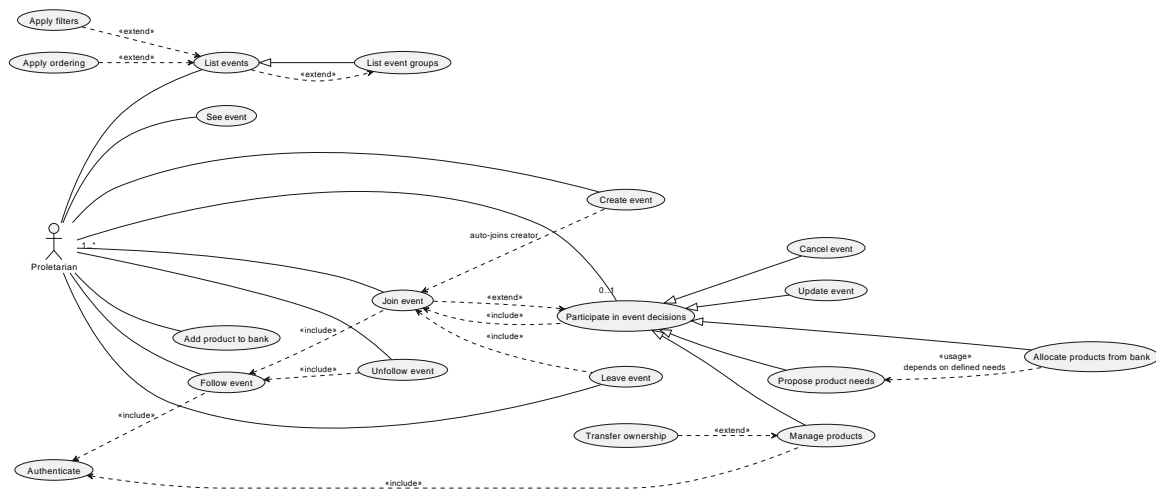 Apply filters
«extend»
Apply ordering
«extend»
List events
List event groups
«extend»
See event
Create event
auto-joins creator
1..*
Proletarian
Cancel event
Update event
0..1
Join event
«extend»
«include»
Participate in event decisions
«include»
«include»
Add product to bank
Allocate products from bank
«usage»
depends on defined needs
Unfollow event
«include»
Follow event
Leave event
Propose product needs
«include»
Transfer ownership
«extend»
Manage products
Authenticate
«include»